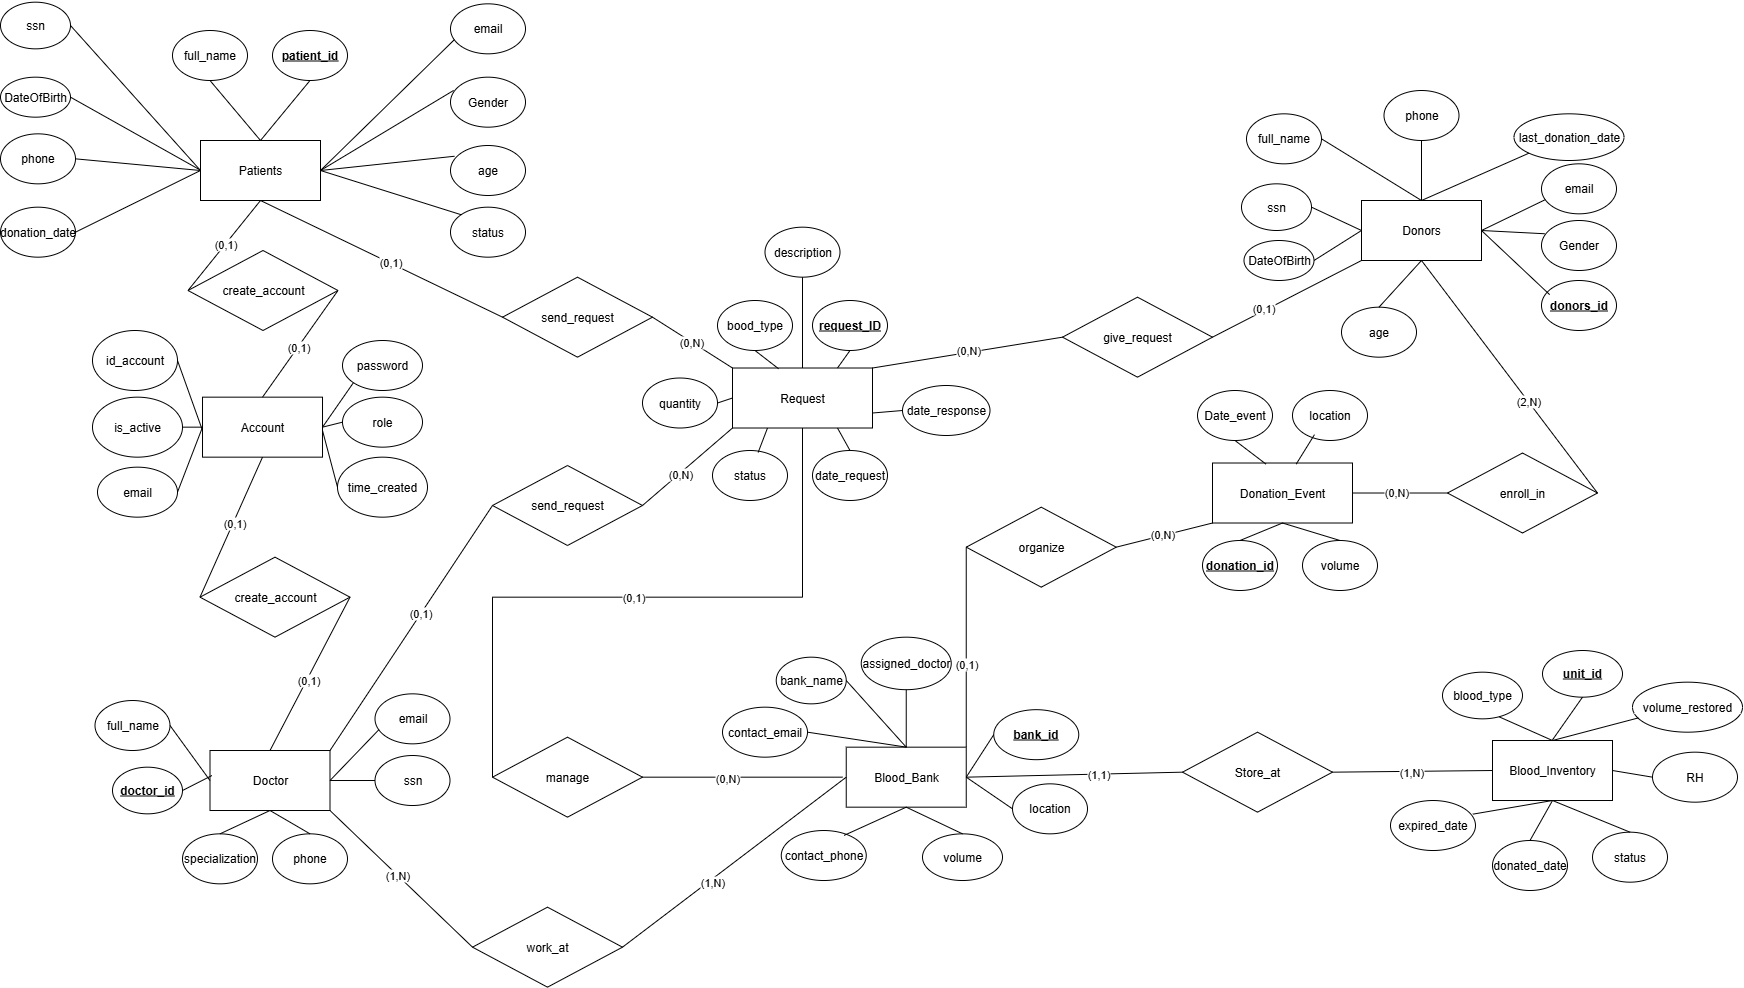 ssn
full_name
patient_id
email
DateOfBirth
Gender
phone
Patients
age
donation_date
status
(0,1)
(0,1)
create_account
send_request
(0,1)
(0,N)
id_account
password
is_active
Account
role
email
time_created
(0,1)
create_account
(0,1)
description
bood_type
request_ID
quantity
Request
date_response
status
date_request
(0,N)
give_request
(0,1)
phone
full_name
last_donation_date
ssn
email
Donors
DateOfBirth
Gender
age
donors_id
(2,N)
Date_event
location
Donation_Event
(0,N)
enroll_in
donation_id
volume
(0,N)
send_request
(0,1)
organize
(0,N)
(0,1)
(0,1)
full_name
email
Doctor
ssn
doctor_id
specialization
phone
manage
(0,N)
bank_name
assigned_doctor
contact_email
bank_id
Blood_Bank
location
contact_phone
volume
(1,1)
Store_at
(1,N)
blood_type
unit_id
volume_restored
Blood_Inventory
RH
expired_date
donated_date
status
(1,N)
work_at
(1,N)